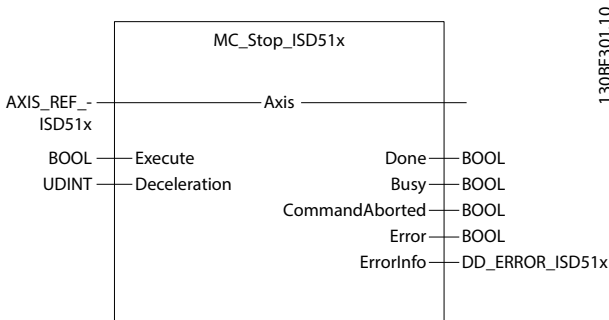 MC_Stop_ISD51x
AXIS_REF_-
ISD51x
Axis
BOOL
Execute
Done
BOOL
UDINT
Deceleration
Busy
BOOL
CommandAborted
BOOL
Error
BOOL
ErrorInfo
DD_ERROR_ISD51x
130BF301.10